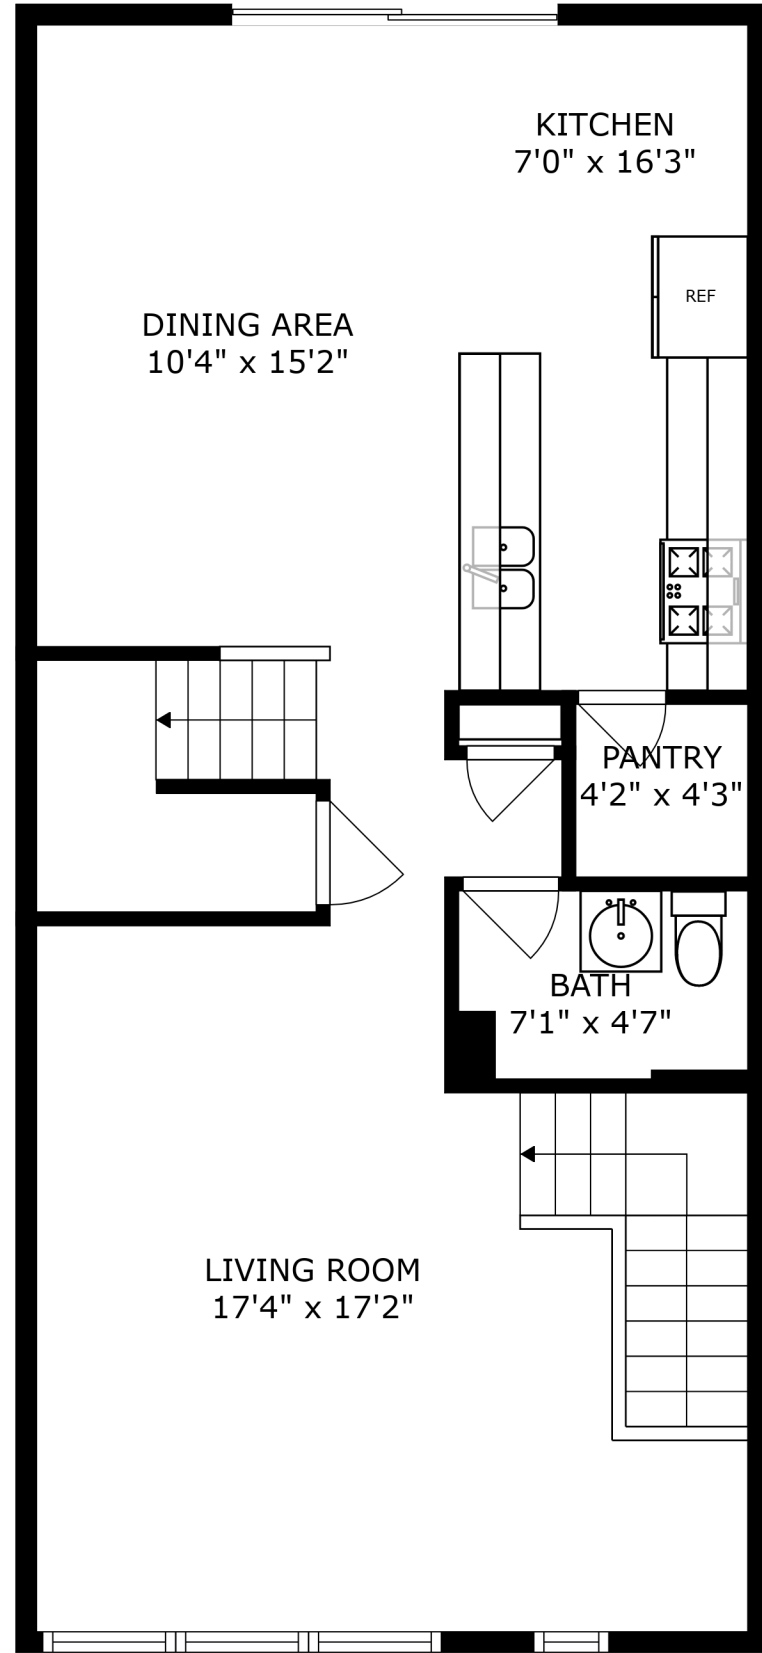 KITCHEN
7'0" x 16'3"
REF
DINING AREA
10'4" x 15'2"
PANTRY
4'2" x 4'3"
BATH
7'1" x 4'7"
LIVING ROOM
17'4" x 17'2"